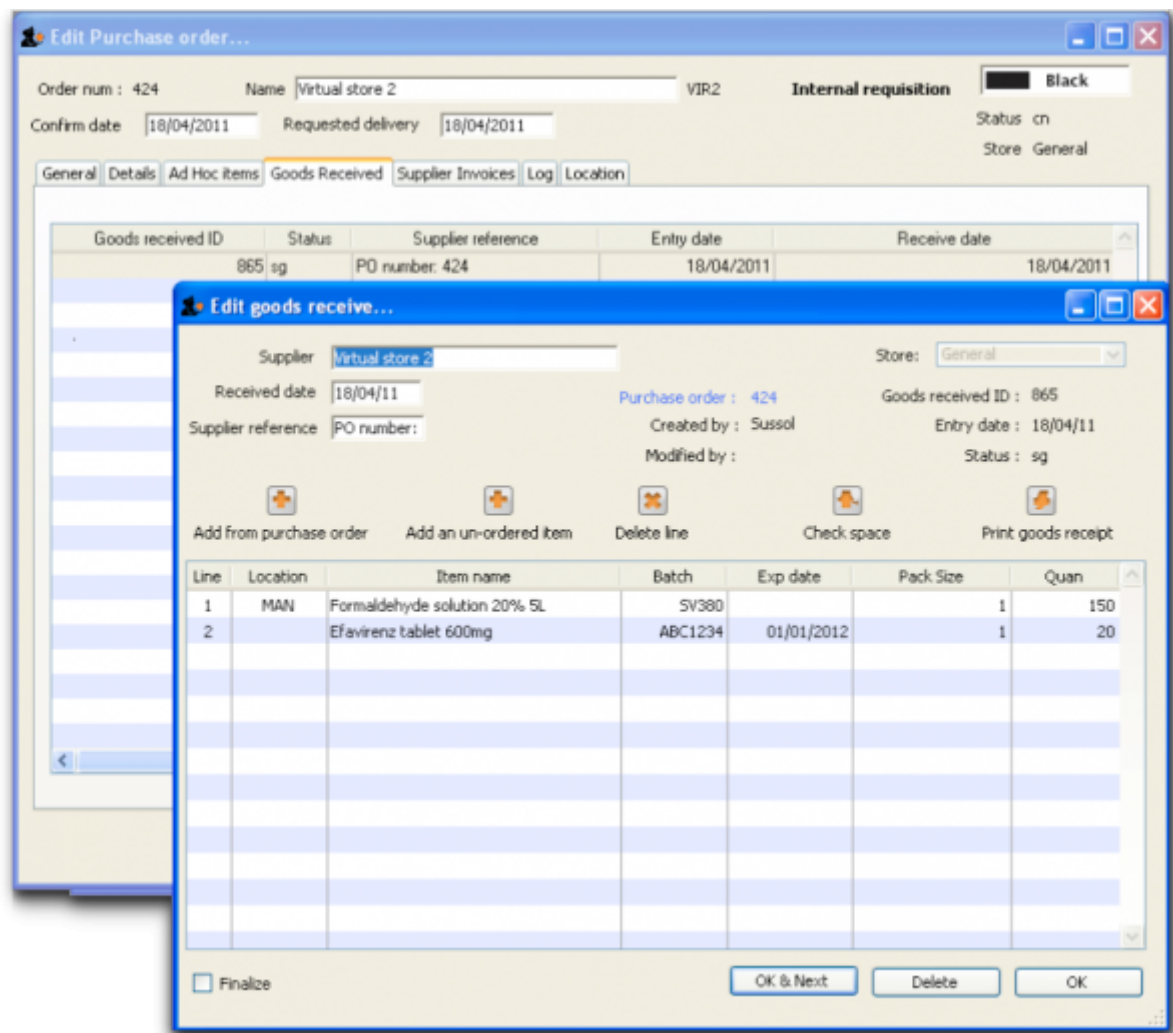 Edit Purchase order...
Order num : 424 Name Virtual store 2 VIR2 Internal requisition Black
Confirm date 18/04/2011 Requested delivery 18/04/2011 Status cn
Store General
General Details Ad Hoc items Goods Received Supplier Invoices Log Location
Goods received ID Status Supplier reference Entry date Receive date
865 sg PO number: 424 18/04/2011 18/04/2011
Edit goods receive...
Supplier Virtual store 2 Store: General
Received date 18/04/11 Purchase order : 424 Goods received ID : 865
Supplier reference PO number: Created by : Sussol Entry date : 18/04/11
Modified by : Status : sg
Add from purchase order Add an un-ordered item Delete line Check space Print goods receipt
Line Location Item name Batch Exp date Pack Size Quan
1 MAN Formaldehyde solution 20% 5L SV380 1 150
2 Efavirenz tablet 600mg ABC1234 01/01/2012 1 20
Finalize OK & Next Delete OK